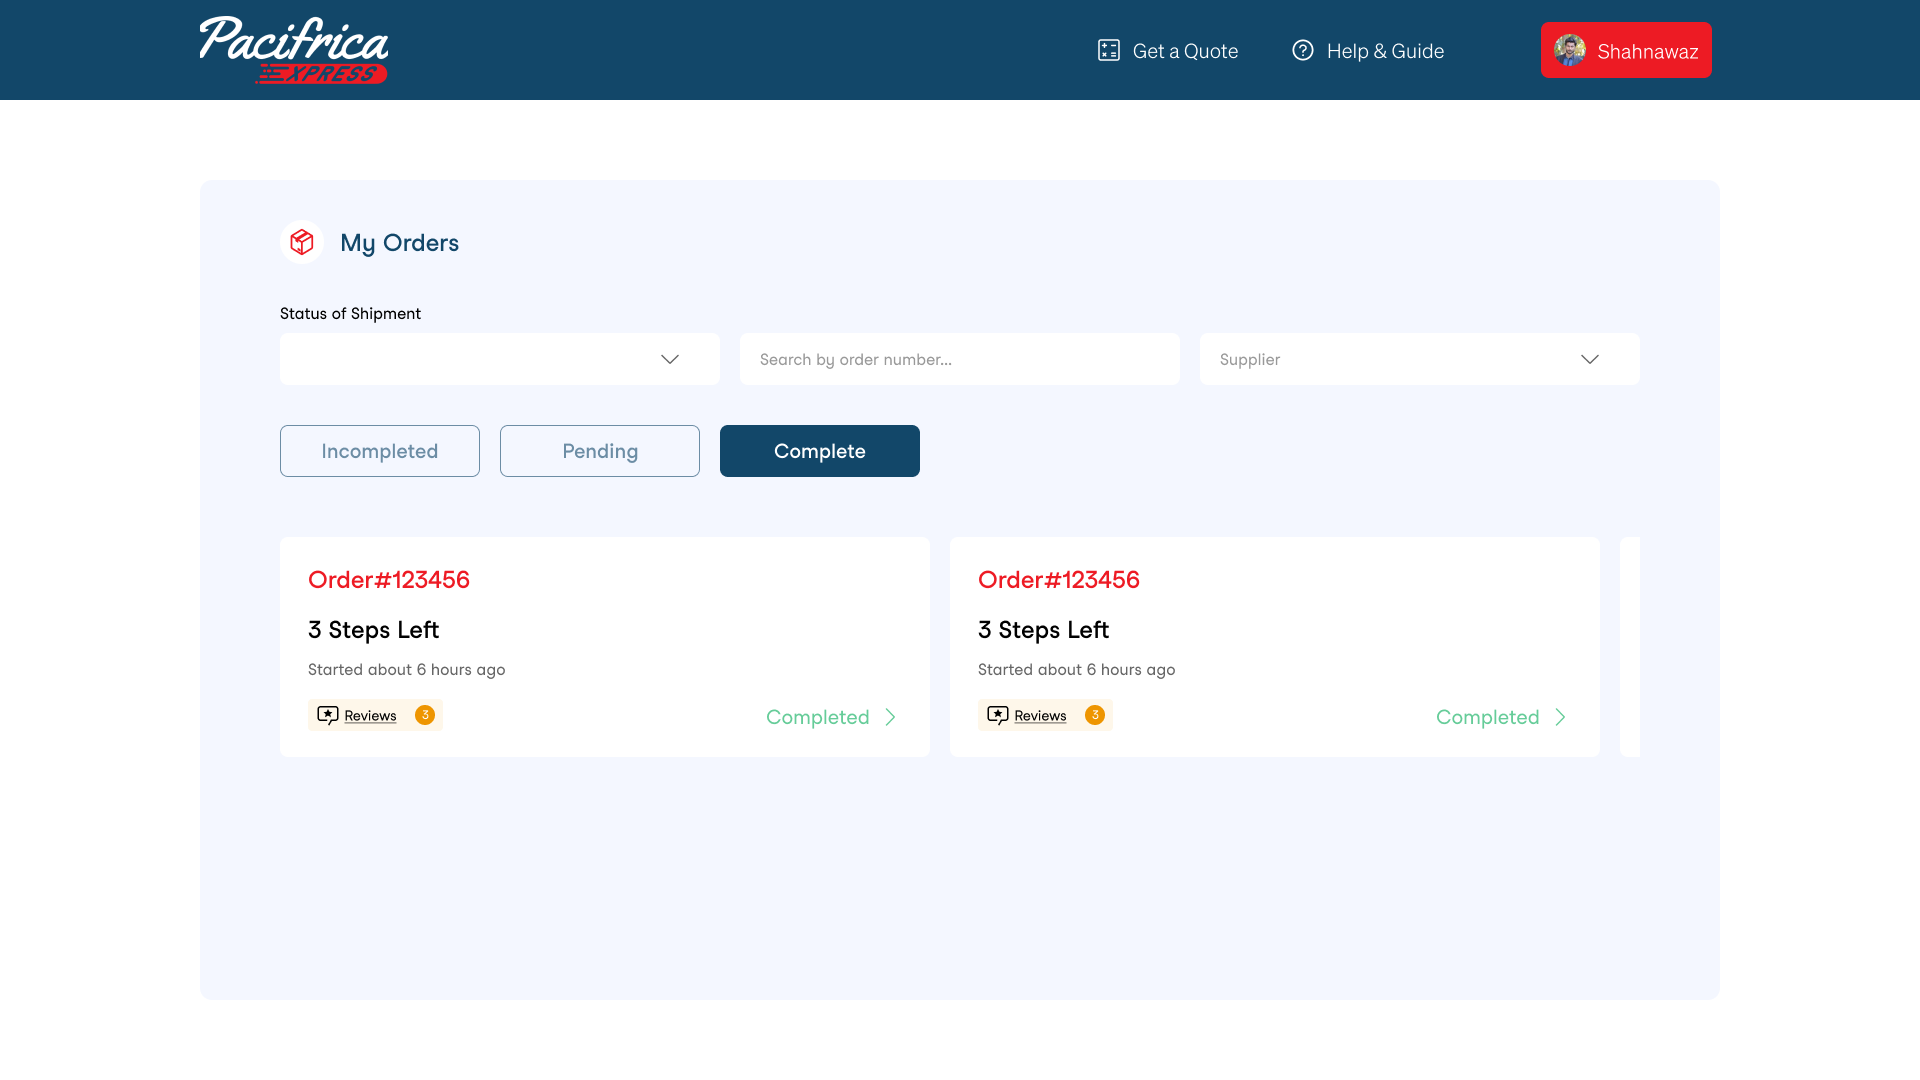 Pacifrica
XPRESS
Get a Quote
Help & Guide
Shahnawaz
My Orders
Status of Shipment
Search by order number...
Supplier
Incompleted
Pending
Complete
Order#123456
3 Steps Left
Started about 6 hours ago
Reviews 3
Completed
Order#123456
3 Steps Left
Started about 6 hours ago
Reviews 3
Completed